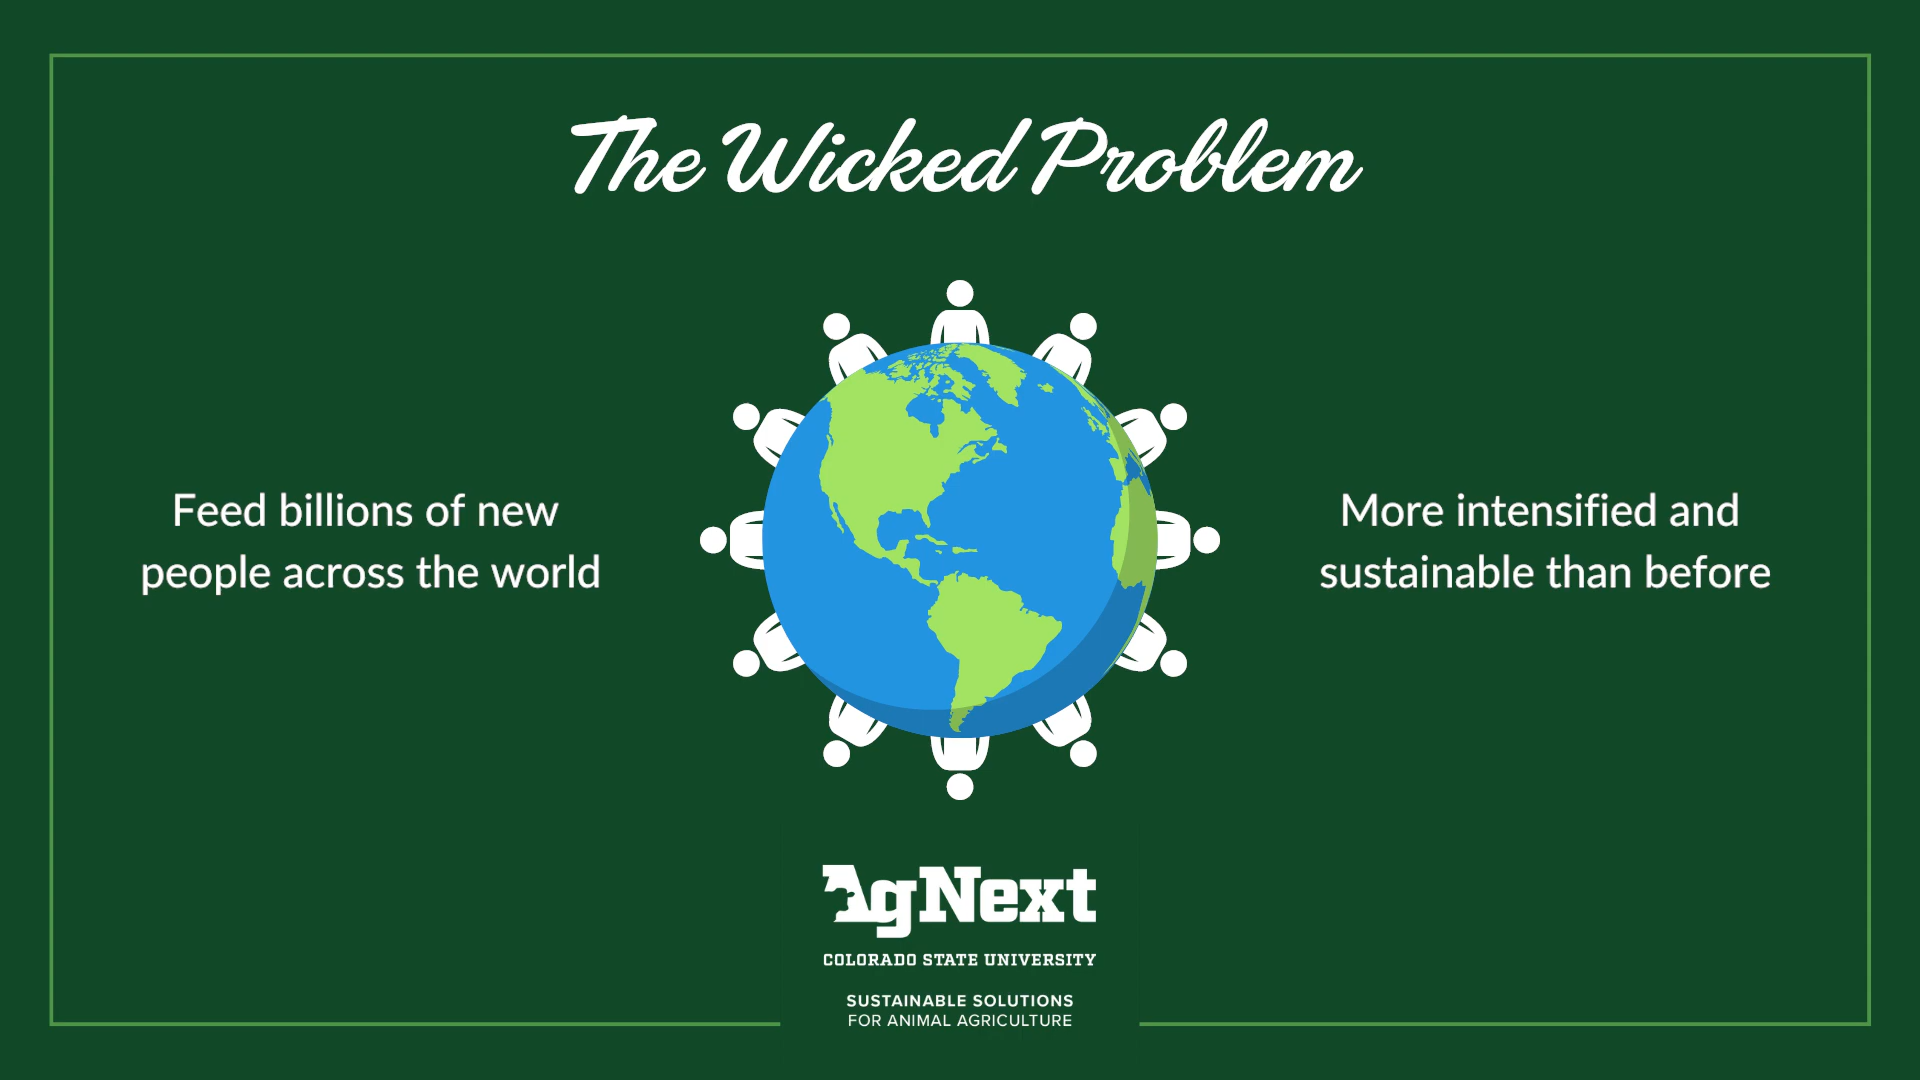 The Wicked Problem
Feed billions of new
people across the world
More intensified and
sustainable than before
AgNext
COLORADO STATE UNIVERSITY
SUSTAINABLE SOLUTIONS
FOR ANIMAL AGRICULTURE